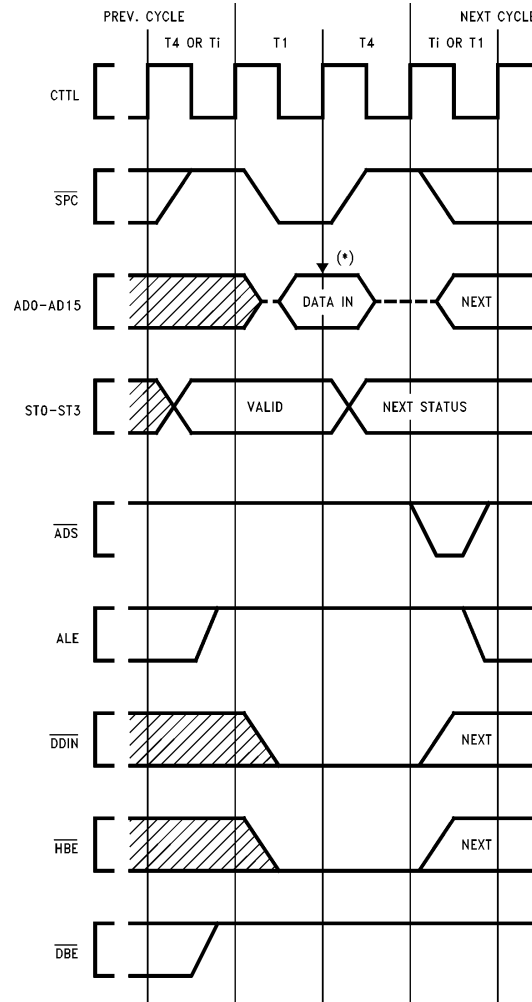 PREV. CYCLE NEXT CYCLE
T4 OR Ti T1 T4 Ti OR T1
CTTL
SPC
(*)
AD0-AD15 DATA IN NEXT
ST0-ST3 VALID NEXT STATUS
ADS
ALE
DDIN NEXT
HBE NEXT
DBE